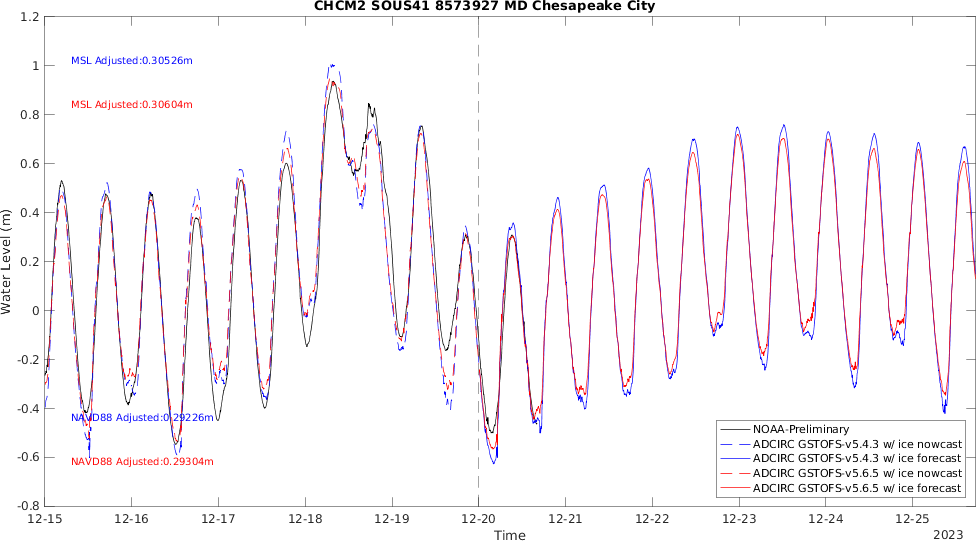 CHCM2 SOUS41 8573927 MD Chesapeake City
1.2
1
0.8
0.6
0.4
0.2
0
-0.2
-0.4
-0.6
-0.8
Water Level (m)
MSL Adjusted:0.30526m
MSL Adjusted:0.30604m
NAVD88 Adjusted:0.29226m
NAVD88 Adjusted:0.29304m
NOAA-Preliminary
ADCIRC GSTOFS-v5.4.3 w/ ice nowcast
ADCIRC GSTOFS-v5.4.3 w/ ice forecast
ADCIRC GSTOFS-v5.6.5 w/ ice nowcast
ADCIRC GSTOFS-v5.6.5 w/ ice forecast
12-15 12-16 12-17 12-18 12-19 12-20 12-21 12-22 12-23 12-24 12-25
Time
2023